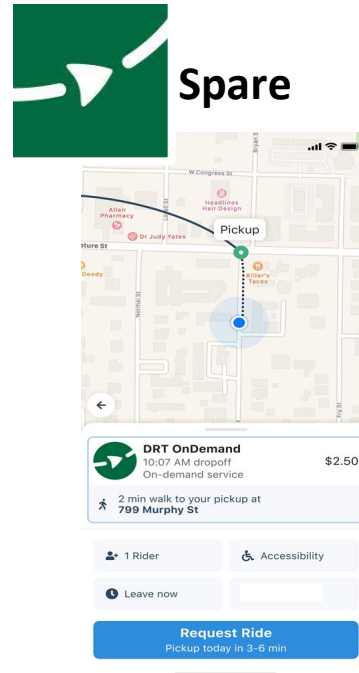 Spare
Bryan S
W Congress St
Headlines
Hair Design
Allen
Pharmacy
Dr Judy Yates
Pickup
oture St
Doody
Killer's
Tacos
Normal St
Fry St
DRT OnDemand
10:07 AM dropoff
$2.50
On-demand service
2 min walk to your pickup at
799 Murphy St
1 Rider
Accessibility
Leave now
Request Ride
Pickup today in 3-6 min